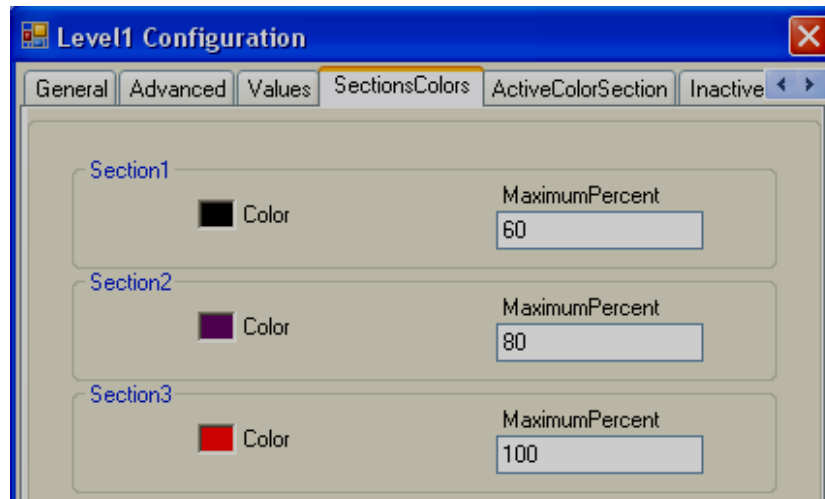 Level1 Configuration
General Advanced Values SectionsColors ActiveColorSection Inactive
Section1
MaximumPercent
Color
60
Section2
MaximumPercent
Color
80
Section3
MaximumPercent
Color
100